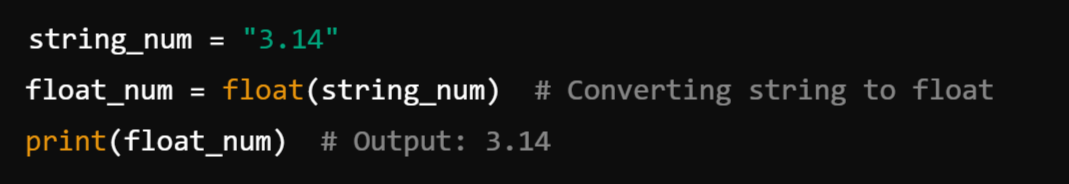 string_num = "3.14"
float_num = float(string_num)  # Converting string to float
print(float_num)  # Output: 3.14